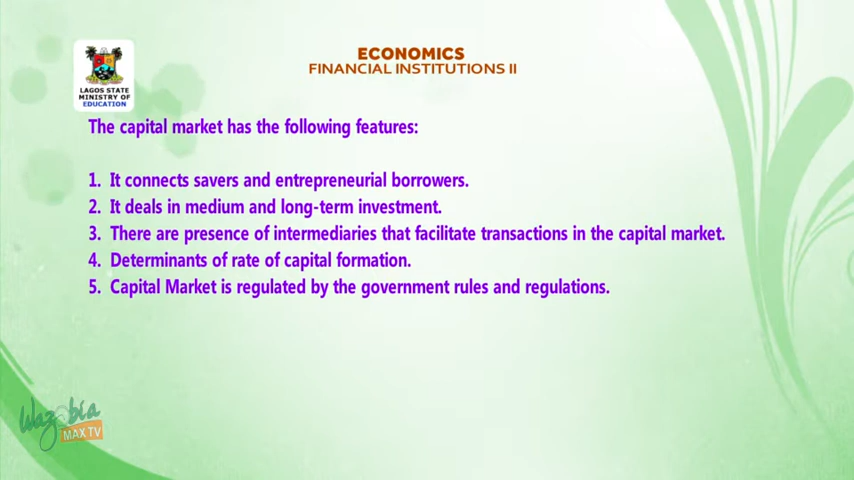 ECONOMICS
FINANCIAL INSTITUTIONS II
LAGOS STATE
MINISTRY OF
EDUCATION
The capital market has the following features:
1. It connects savers and entrepreneurial borrowers.
2. It deals in medium and long-term investment.
3. There are presence of intermediaries that facilitate transactions in the capital market.
4. Determinants of rate of capital formation.
5. Capital Market is regulated by the government rules and regulations.
Wazobia
MAX TV